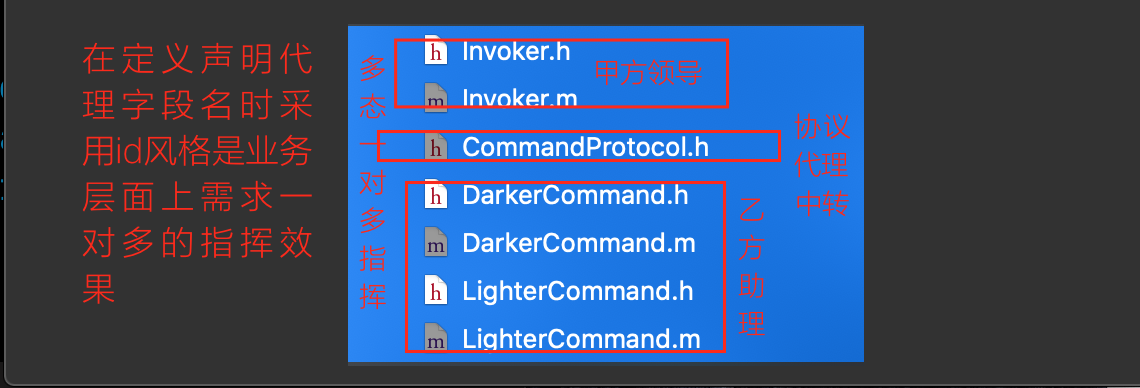 在定义声明代
理字段名时采
用id风格是业务
层面上需求一
对多的指挥效
果
多态一对多指挥
Invoker.h
甲方领导
Invoker.m
CommandProtocol.h
DarkerCommand.h
DarkerCommand.m
LighterCommand.h
LighterCommand.m
乙方助理
协议
代理
中转